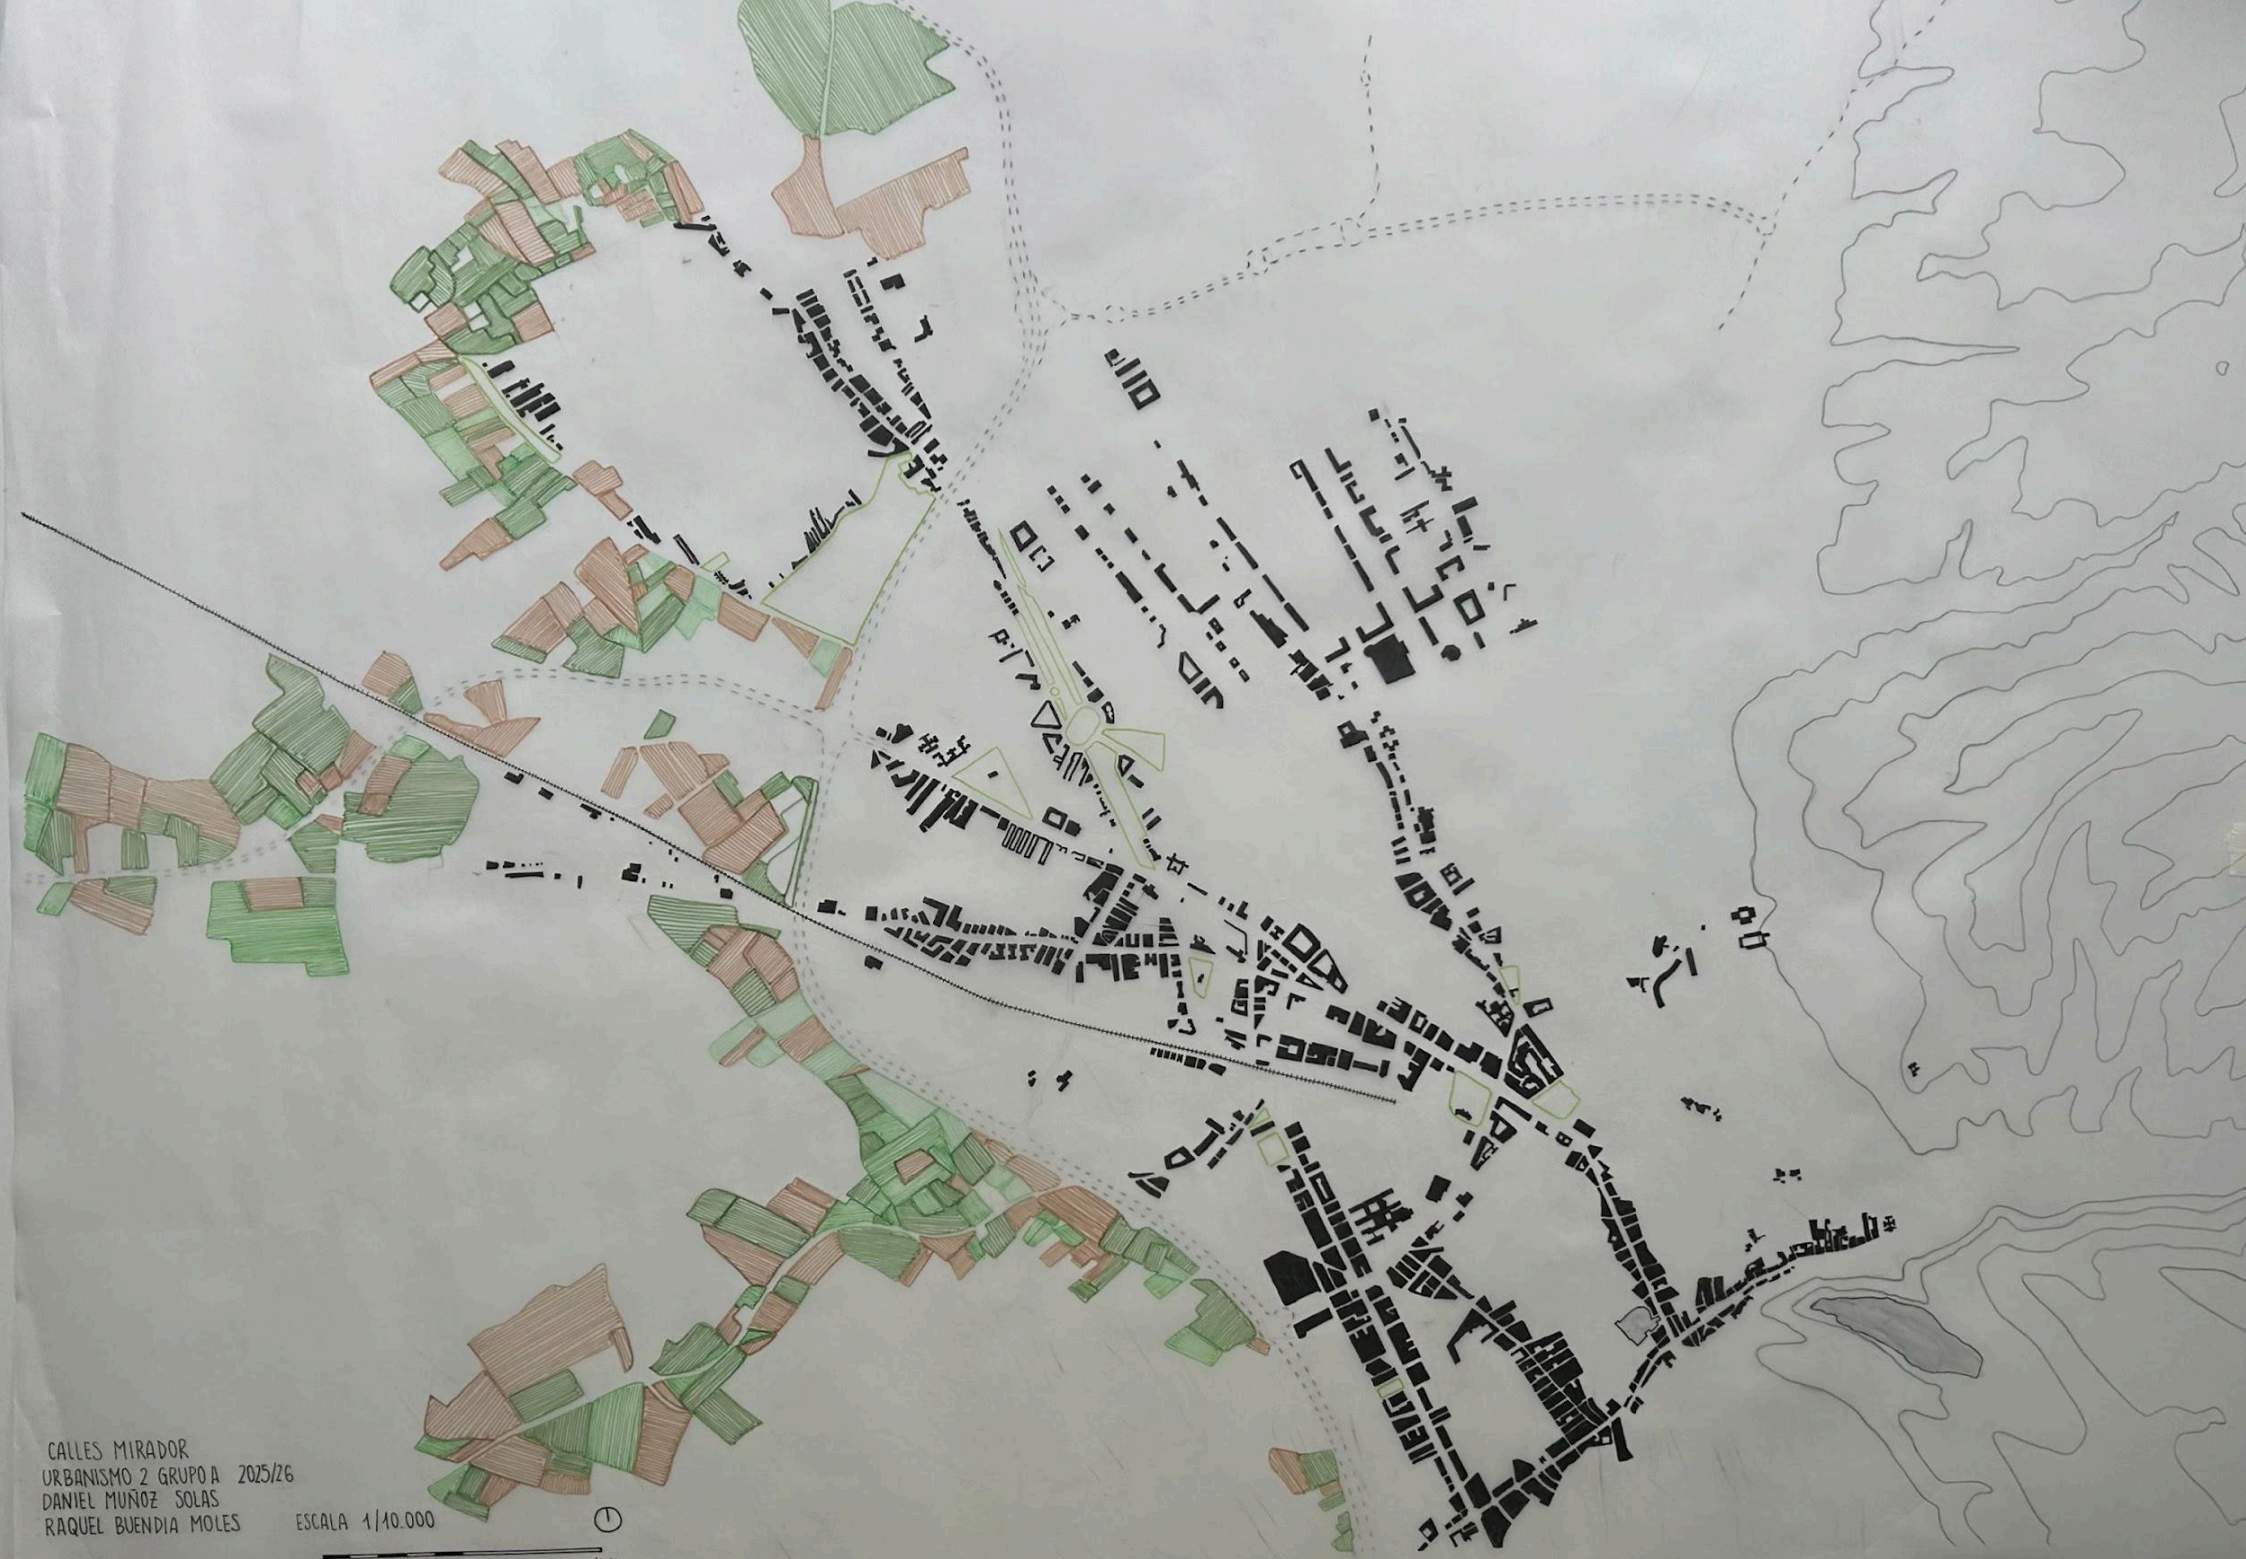 CALLES MIRADOR
URBANISMO 2 GRUPO A 2025/26
DANIEL MUÑOZ SOLAS
RAQUEL BUENDIA MOLES
ESCALA 1/10.000